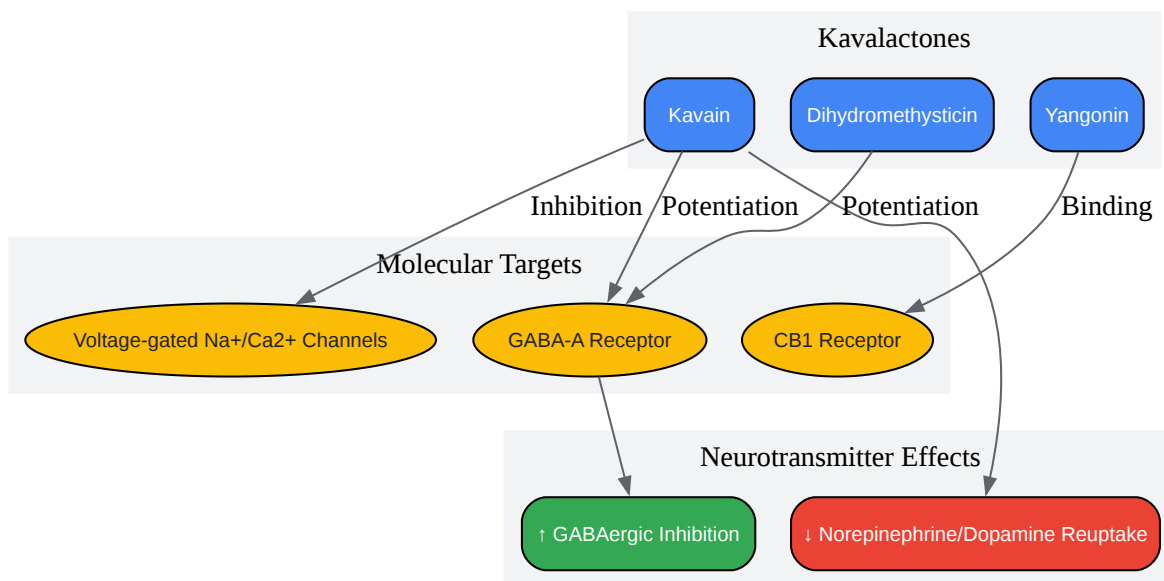 Kavalactones
Kavain
Dihydromethysticin
Yangonin
Inhibition
Potentiation
Potentiation
Binding
Molecular Targets
Voltage-gated Na+/Ca2+ Channels
GABA-A Receptor
CB1 Receptor
Neurotransmitter Effects
↑ GABAergic Inhibition
↓ Norepinephrine/Dopamine Reuptake